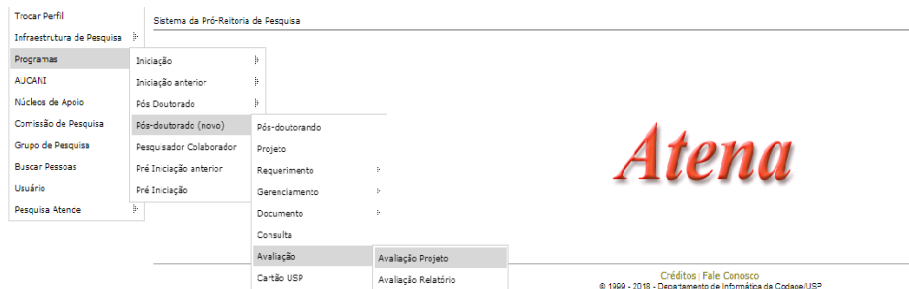 Trocar Perfil
Sistema da Pró-Reitoria de Pesquisa
Infraestrutura de Pesquisa
Programas
AUCANI
Núcleos de Apoio
Comissão de Pesquisa
Grupo de Pesquisa
Buscar Pessoas
Usuário
Pesquisa Atende
Iniciação
Iniciação anterior
Pós Doutorado
Pós-doutorado (novo)
Pesquisador Colaborador
Pré Iniciação anterior
Pré Iniciação
Pós-doutorando
Projeto
Requerimento
Gerenciamento
Documento
Consulta
Avaliação
Cartão USP
Avaliação Projeto
Avaliação Relatório
Atena
Créditos | Fale Conosco
© 1999 - 2018 - Departamento de Informática da Codage/USP